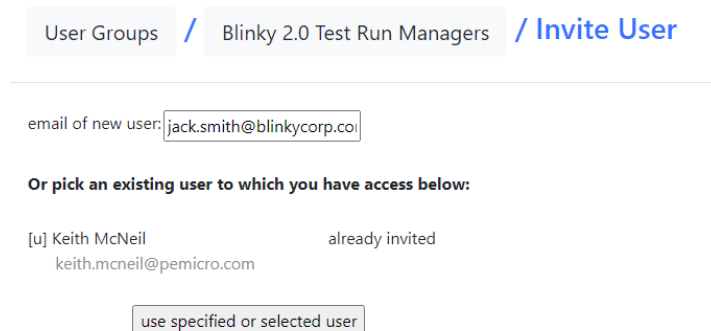 User Groups / Blinky 2.0 Test Run Managers / Invite User
email of new user: jack.smith@blinkycorp.co
Or pick an existing user to which you have access below:
[u] Keith McNeil already invited
keith.mcneil@pemicro.com
use specified or selected user